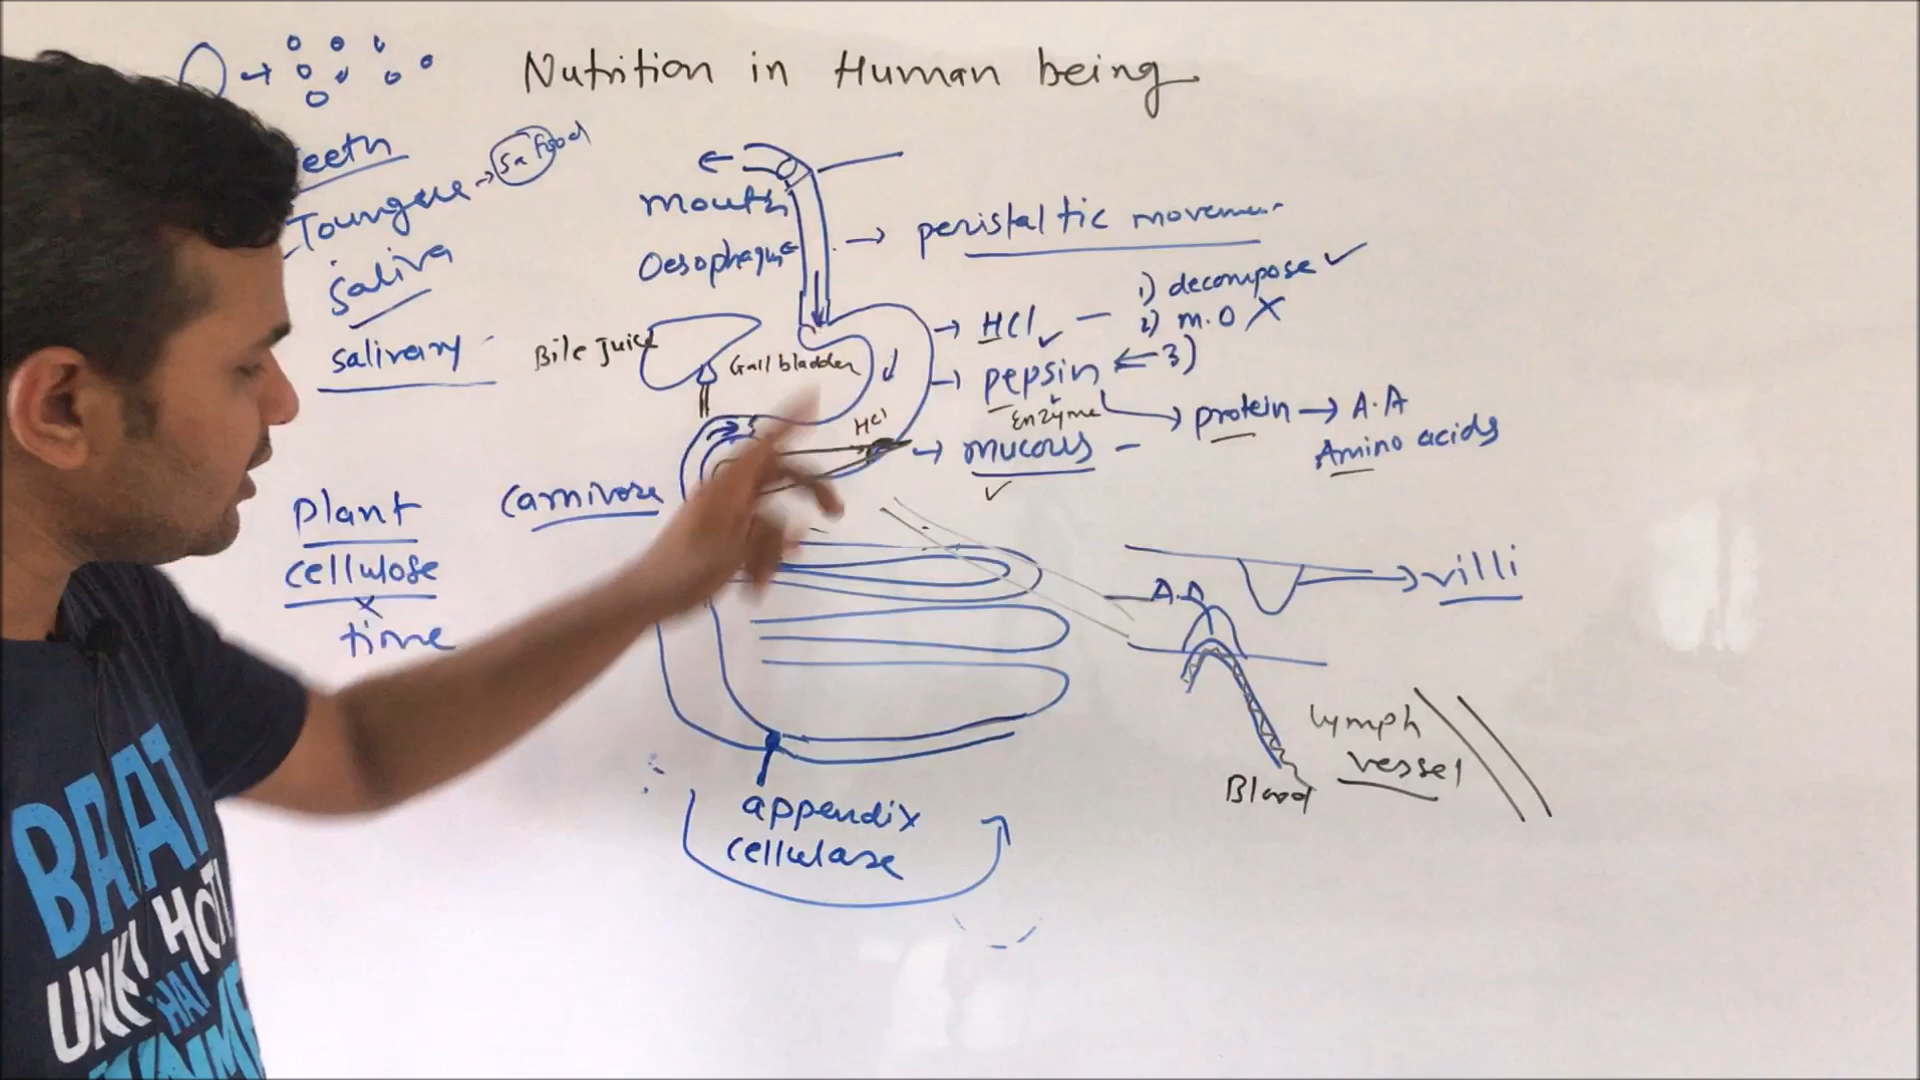 Nutrition in Human being
eeth
Toungue → Sa food
Saliva
salivary
mouth
Oesophagus
peristaltic movement
HCl
1) decompose ✓
2) m.O X
3)
pepsin
Enzyme
protein → A.A
Amino acids
mucous
Bile juice
Gall bladder
HCl
Plant
cellulose
x
time
Carnivore
villi
A.A
Lymph
vessel
Blood
appendix
cellulase
BAAT
UNKI HOTI
HAI